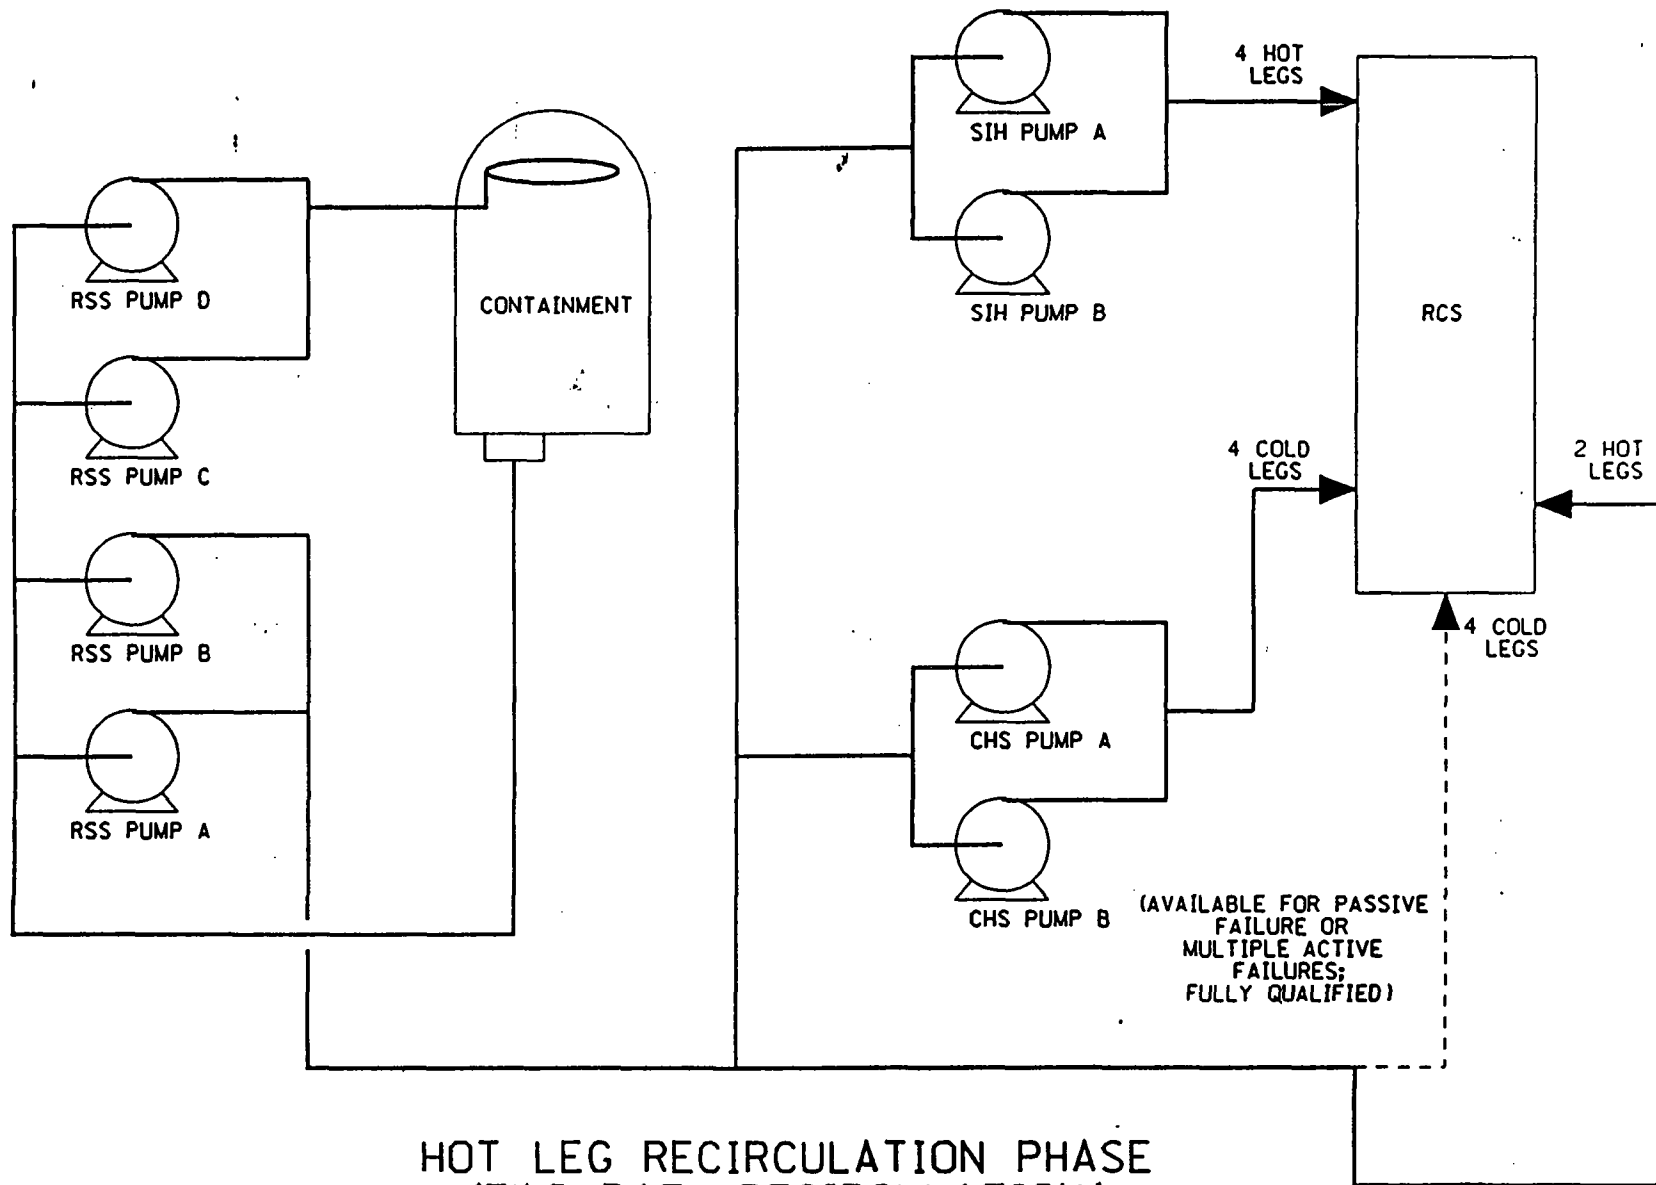 4 HOT
LEGS
SIH PUMP A
RSS PUMP D
CONTAINMENT
SIH PUMP B
RCS
RSS PUMP C
4 COLD
LEGS
2 HOT
LEGS
RSS PUMP B
4 COLD
LEGS
CHS PUMP A
RSS PUMP A
CHS PUMP B
(AVAILABLE FOR PASSIVE
FAILURE OR
MULTIPLE ACTIVE
FAILURES;
FULLY QUALIFIED)
HOT LEG RECIRCULATION PHASE